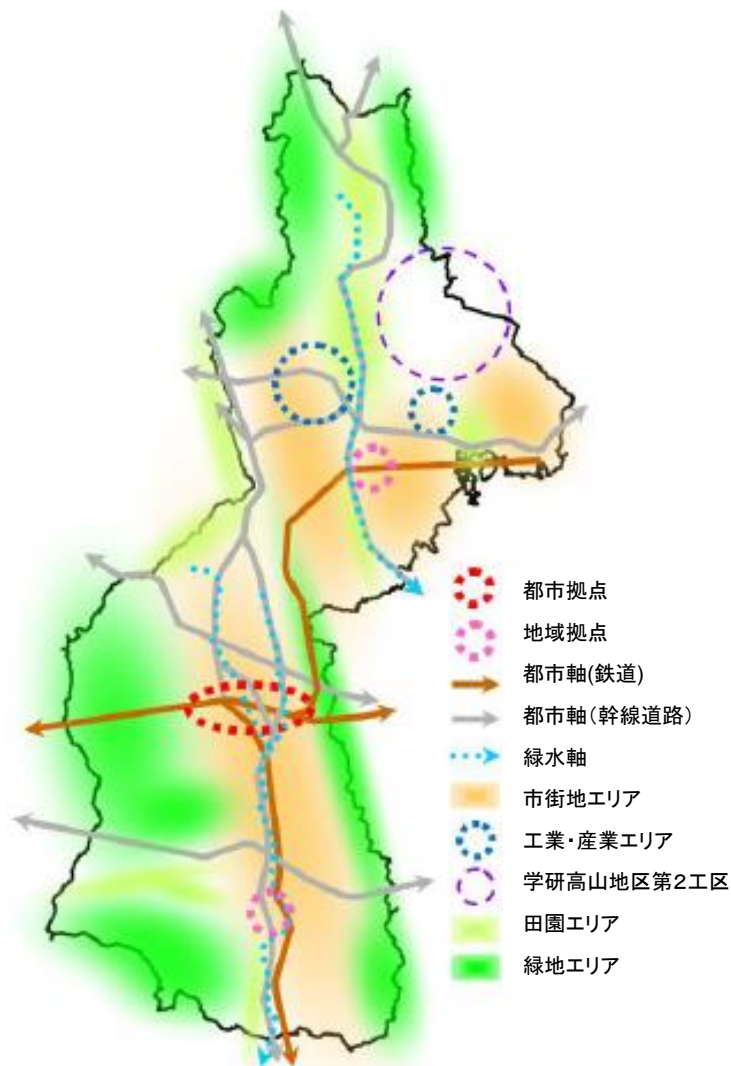 都市拠点
地域拠点
都市軸(鉄道)
都市軸（幹線道路）
緑水軸
市街地エリア
工業・産業エリア
学研高山地区第２工区
田園エリア
緑地エリア